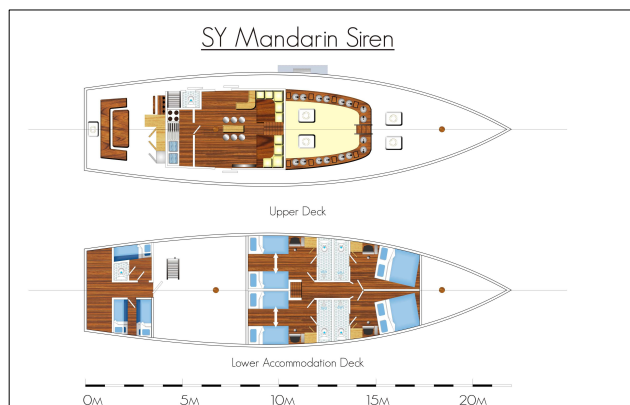 SY Mandarin Siren
Upper Deck
Lower Accommodation Deck
0M 5M 10M 15M 20M